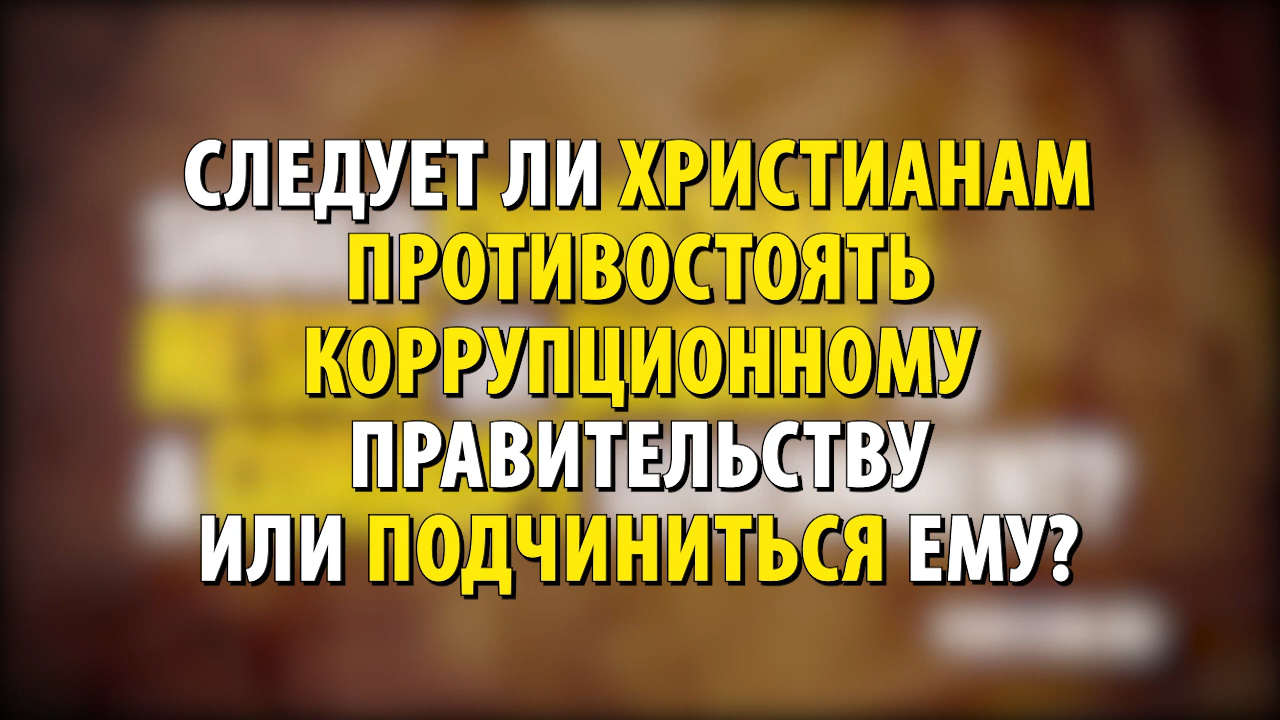 СЛЕДУЕТ ЛИ ХРИСТИАНАМ
ПРОТИВОСТОЯТЬ
КОРРУПЦИОННОМУ
ПРАВИТЕЛЬСТВУ
ИЛИ ПОДЧИНИТЬСЯ ЕМУ?